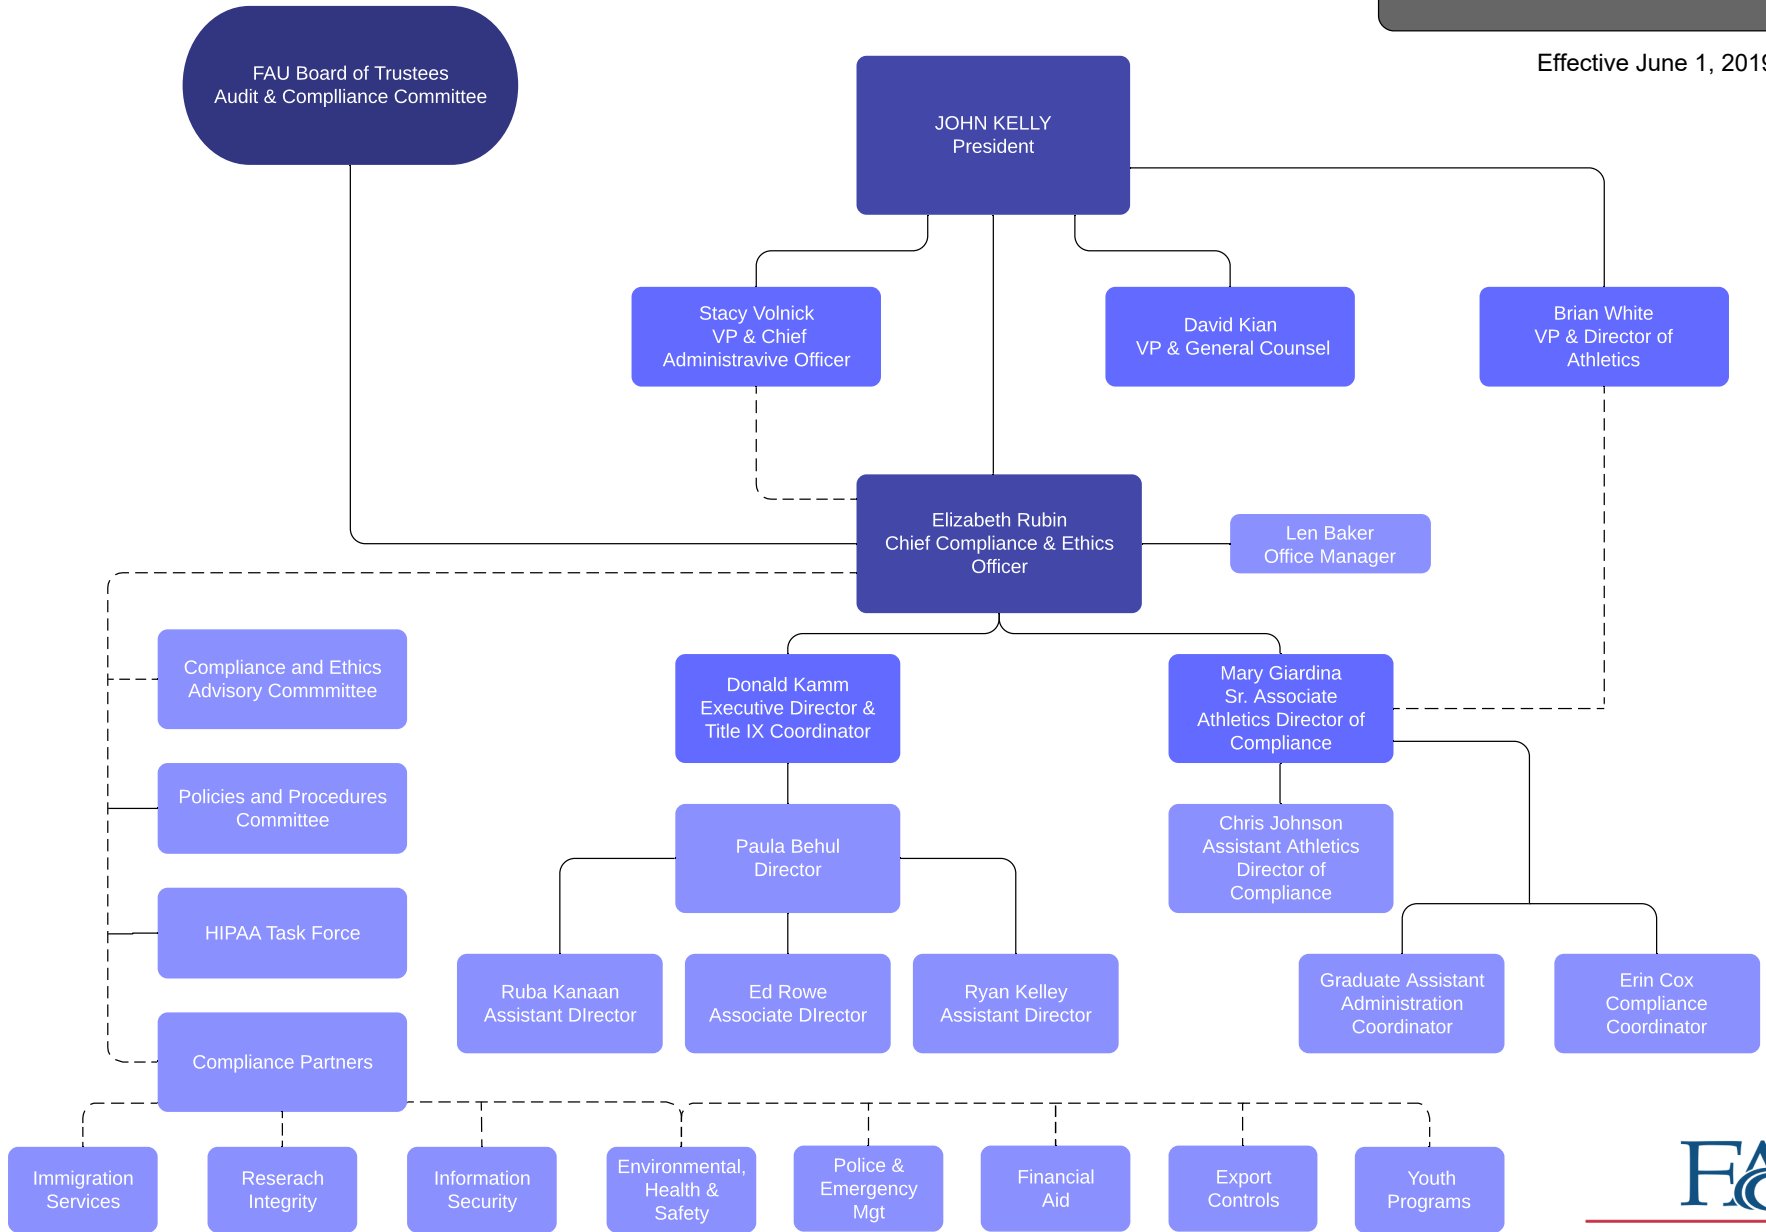 FAU Board of Trustees
Audit & Complliance Committee
Effective June 1, 2019
JOHN KELLY
President
Stacy Volnick
VP & Chief
Administravive Officer
David Kian
VP & General Counsel
Brian White
VP & Director of
Athletics
Elizabeth Rubin
Chief Compliance & Ethics
Officer
Len Baker
Office Manager
Compliance and Ethics
Advisory Commmittee
Policies and Procedures
Committee
HIPAA Task Force
Compliance Partners
Donald Kamm
Executive Director &
Title IX Coordinator
Mary Giardina
Sr. Associate
Athletics Director of
Compliance
Paula Behul
Director
Chris Johnson
Assistant Athletics
Director of
Compliance
Ruba Kanaan
Assistant DIrector
Ed Rowe
Associate DIrector
Ryan Kelley
Assistant Director
Graduate Assistant
Administration
Coordinator
Erin Cox
Compliance
Coordinator
Immigration
Services
Reserach
Integrity
Information
Security
Environmental,
Health &
Safety
Police &
Emergency
Mgt
Financial
Aid
Export
Controls
Youth
Programs